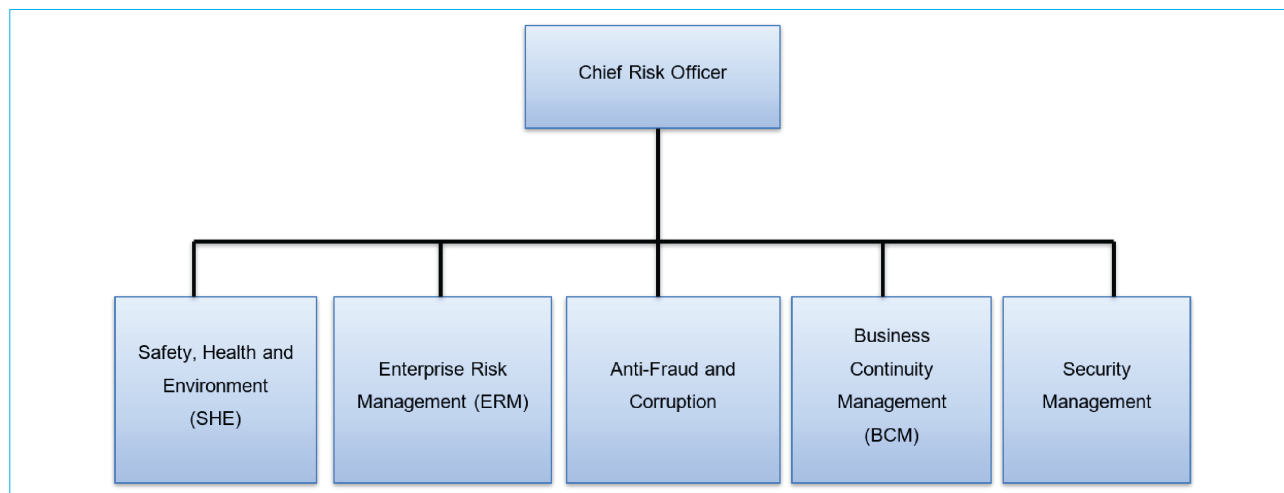 Chief Risk Officer
Safety, Health and
Environment
(SHE)
Enterprise Risk
Management (ERM)
Anti-Fraud and
Corruption
Business
Continuity
Management
(BCM)
Security
Management